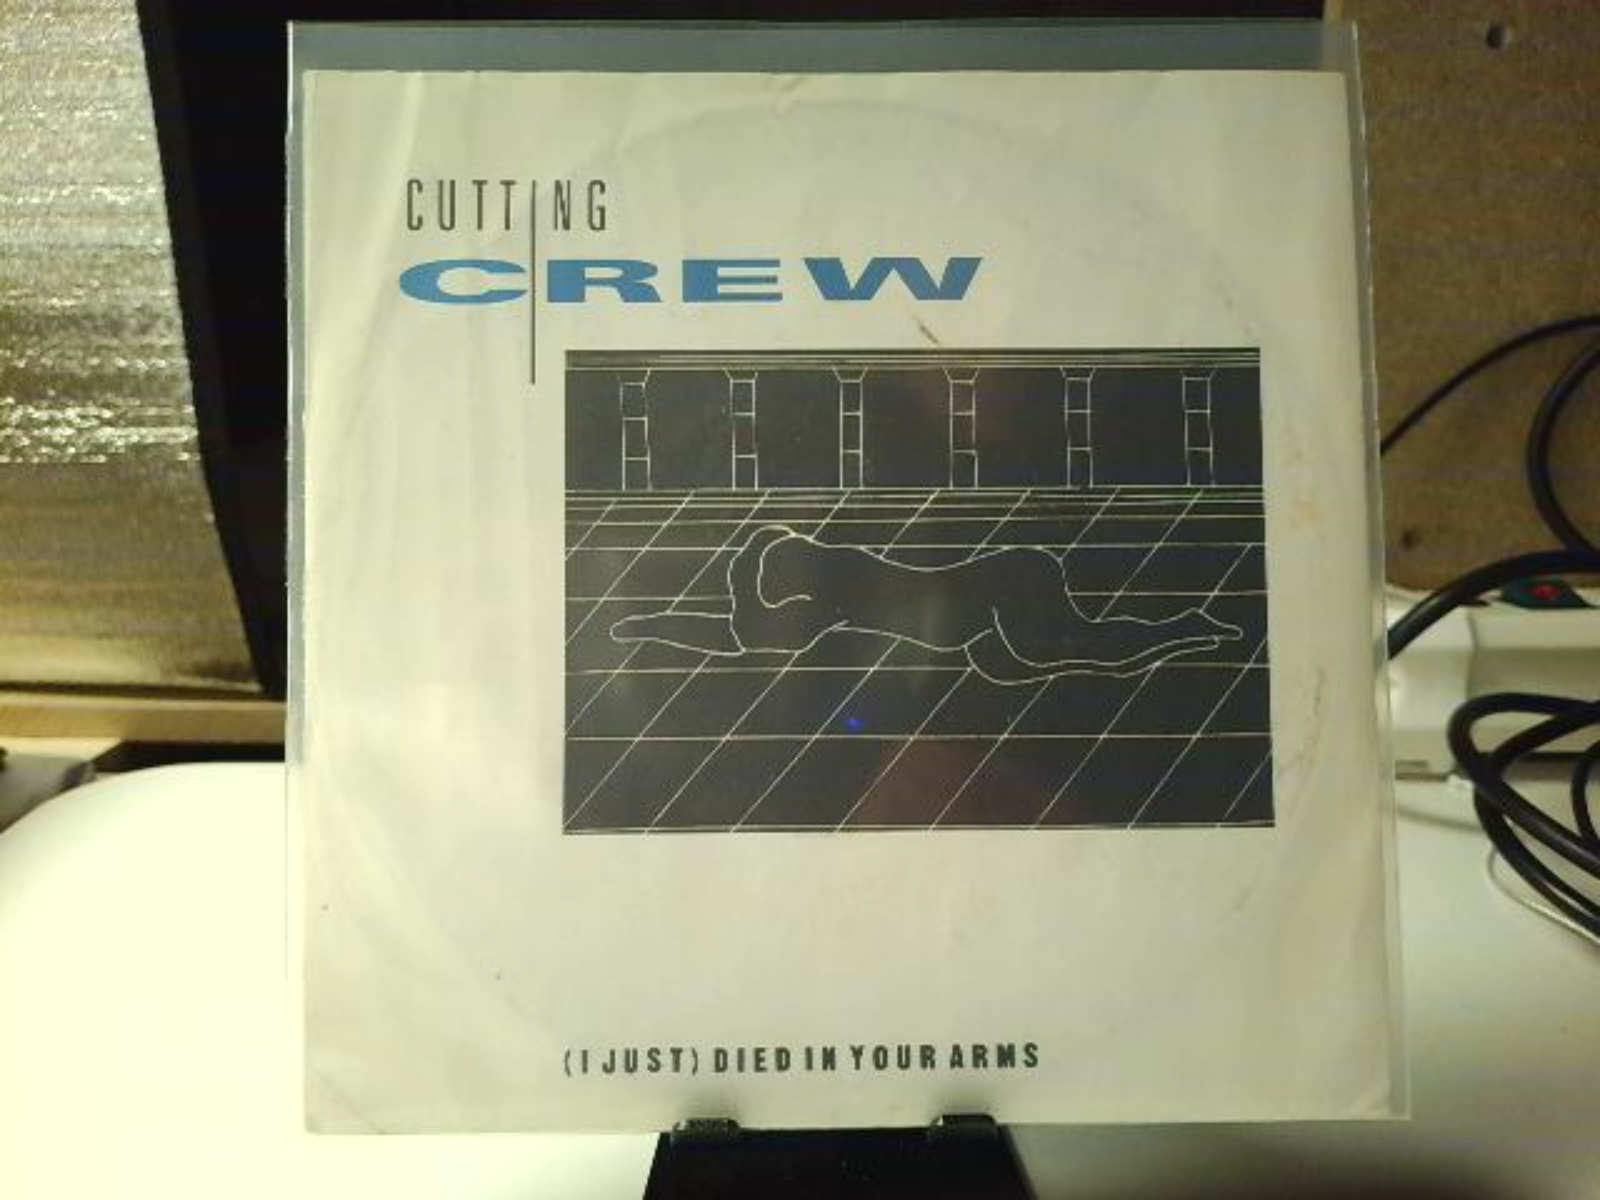 CUTTING
CREW
(I JUST) DIED IN YOUR ARMS